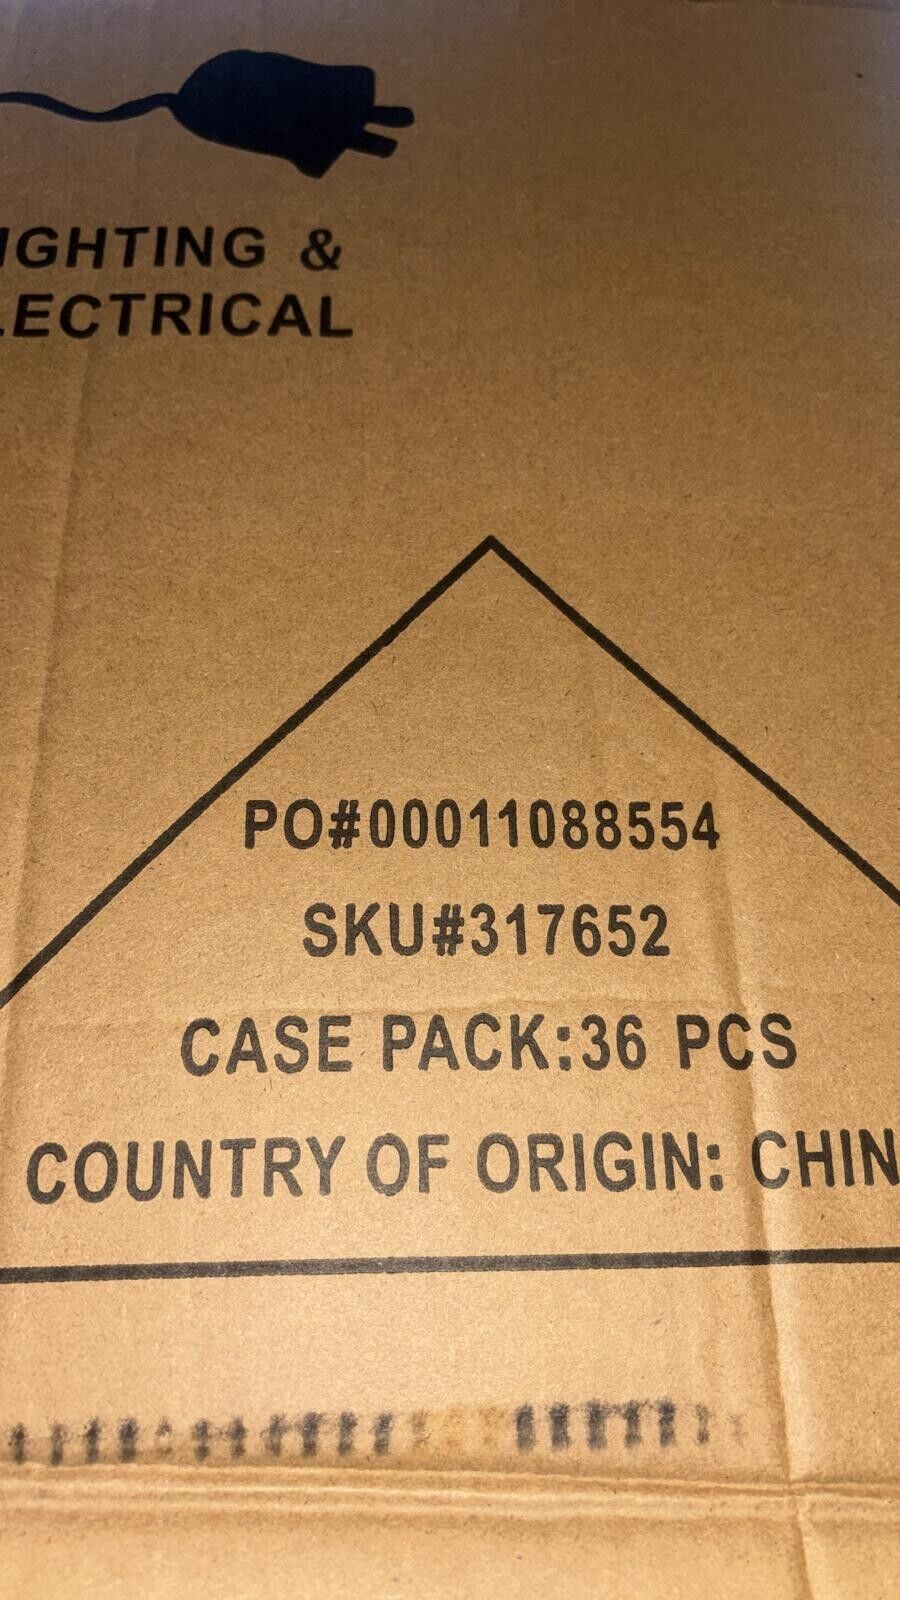 IGHTING &
LECTRICAL
PO#00011088554
SKU#317652
CASE PACK:36 PCS
COUNTRY OF ORIGIN: CHIN